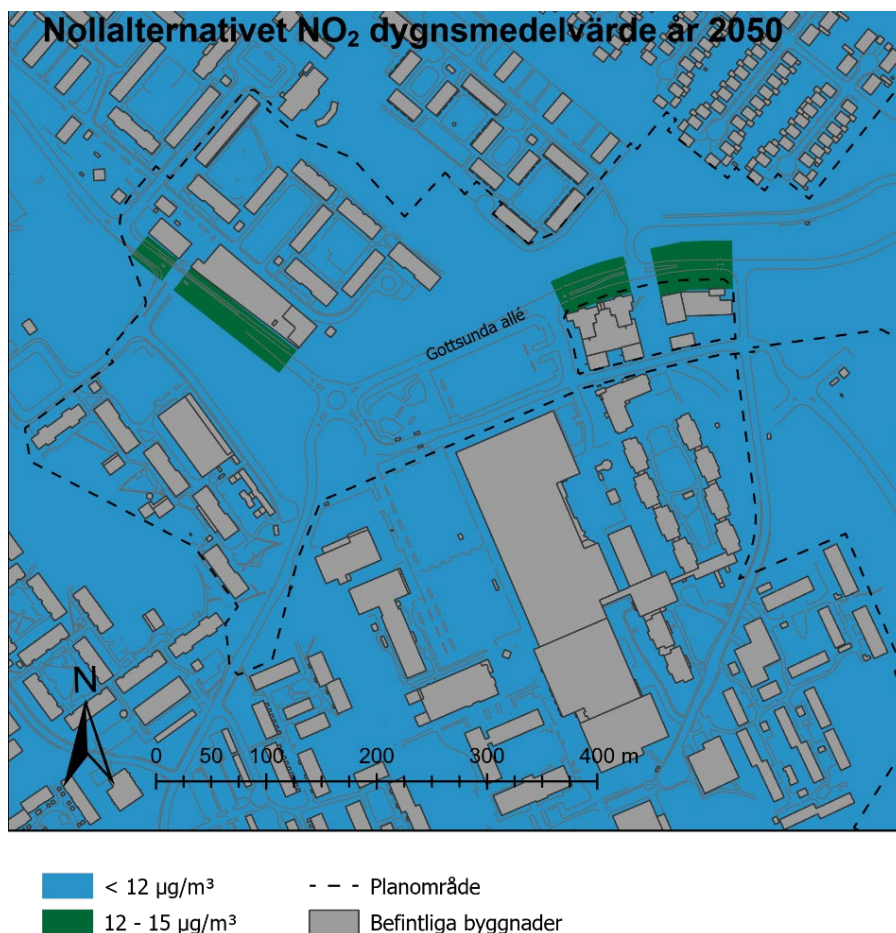 Nollalternativet NO₂ dygnsmedelvärde år 2050
Gottsunda allé
N
0 50 100 200 300 400 m
< 12 µg/m³
- - - Planområde
12 - 15 µg/m³
Befintliga byggnader